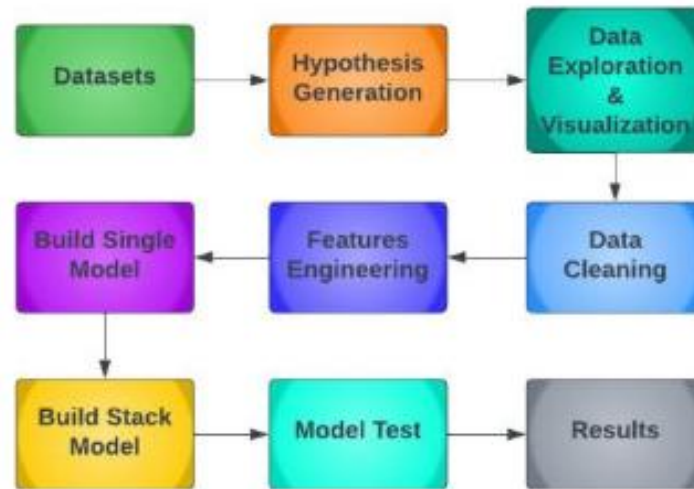 Datasets
Hypothesis
Generation
Data
Exploration
&
Visualization
Build Single
Model
Features
Engineering
Data
Cleaning
Build Stack
Model
Model Test
Results